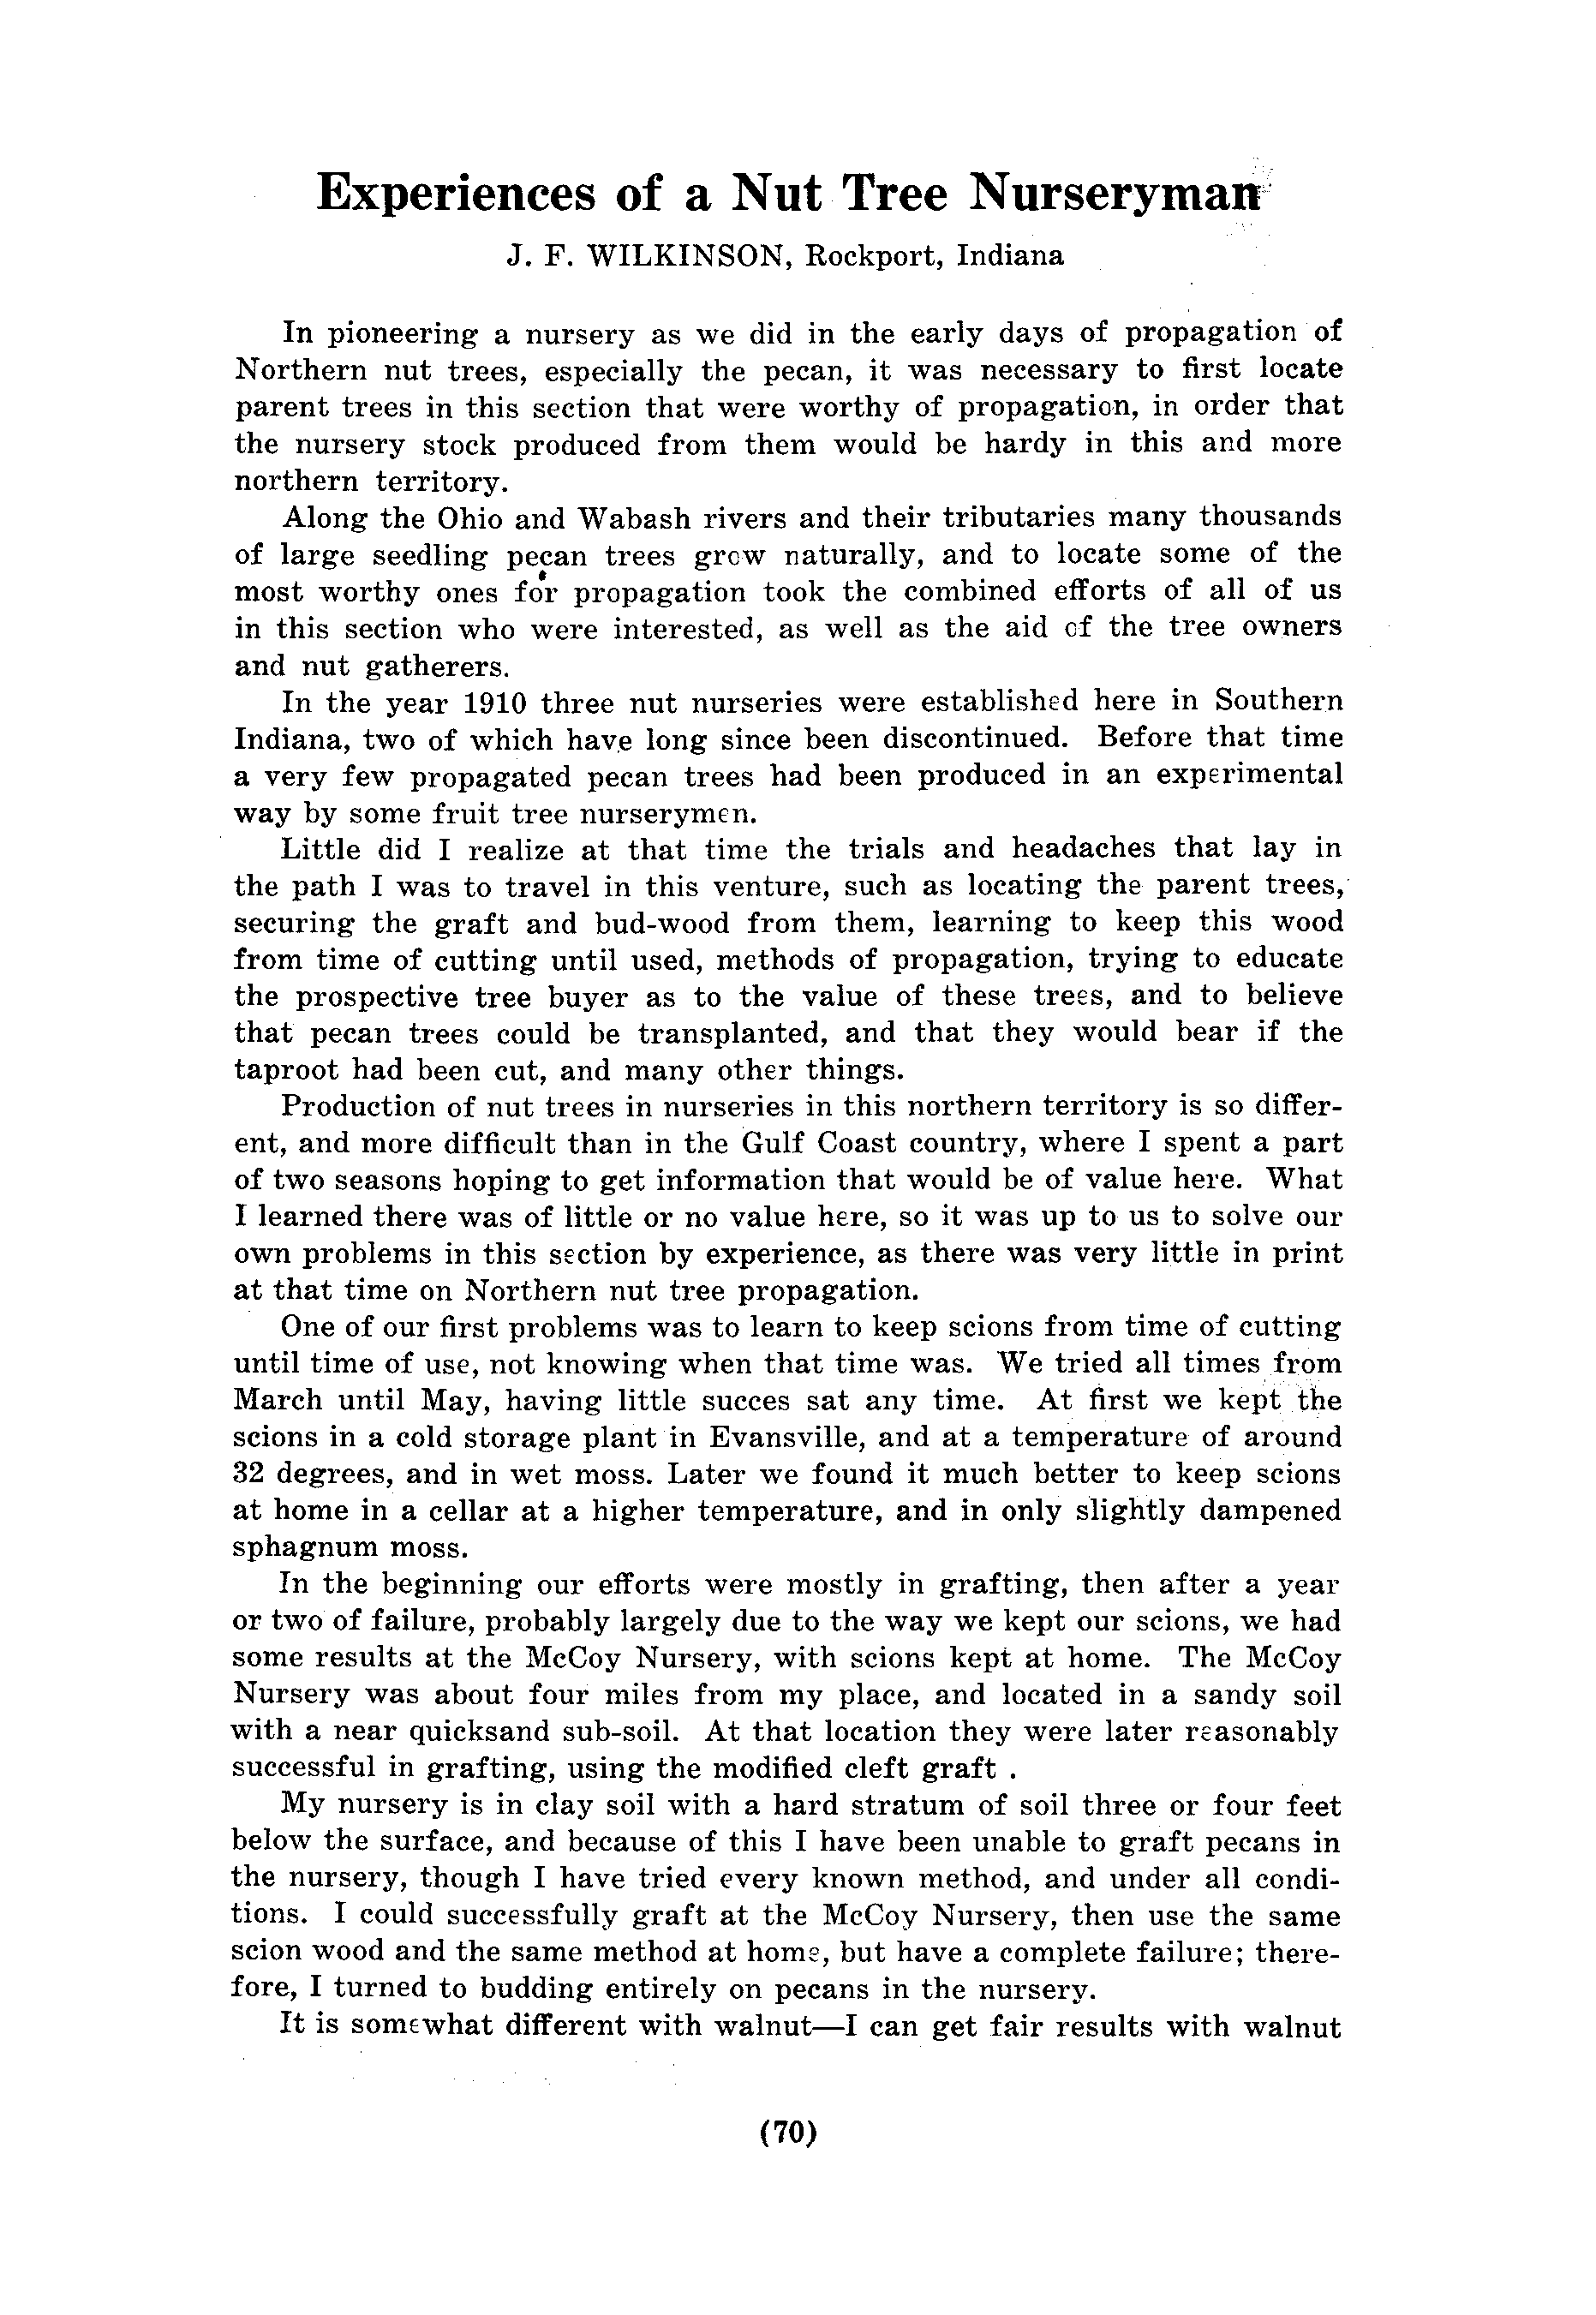 Experiences of a Nut Tree Nurseryman
J. F. WILKINSON, Rockport, Indiana
In pioneering a nursery as we did in the early days of propagation of
Northern nut trees, especially the pecan, it was necessary to first locate
parent trees in this section that were worthy of propagation, in order that
the nursery stock produced from them would be hardy in this and more
northern territory.
Along the Ohio and Wabash rivers and their tributaries many thousands
of large seedling pecan trees grow naturally, and to locate some of the
most worthy ones for propagation took the combined efforts of all of us
in this section who were interested, as well as the aid of the tree owners
and nut gatherers.
In the year 1910 three nut nurseries were established here in Southern
Indiana, two of which have long since been discontinued. Before that time
a very few propagated pecan trees had been produced in an experimental
way by some fruit tree nurserymen.
Little did I realize at that time the trials and headaches that lay in
the path I was to travel in this venture, such as locating the parent trees,
securing the graft and bud-wood from them, learning to keep this wood
from time of cutting until used, methods of propagation, trying to educate
the prospective tree buyer as to the value of these trees, and to believe
that pecan trees could be transplanted, and that they would bear if the
taproot had been cut, and many other things.
Production of nut trees in nurseries in this northern territory is so differ-
ent, and more difficult than in the Gulf Coast country, where I spent a part
of two seasons hoping to get information that would be of value here. What
I learned there was of little or no value here, so it was up to us to solve our
own problems in this section by experience, as there was very little in print
at that time on Northern nut tree propagation.
One of our first problems was to learn to keep scions from time of cutting
until time of use, not knowing when that time was. We tried all times from
March until May, having little succes sat any time. At first we kept the
scions in a cold storage plant in Evansville, and at a temperature of around
32 degrees, and in wet moss. Later we found it much better to keep scions
at home in a cellar at a higher temperature, and in only slightly dampened
sphagnum moss.
In the beginning our efforts were mostly in grafting, then after a year
or two of failure, probably largely due to the way we kept our scions, we had
some results at the McCoy Nursery, with scions kept at home. The McCoy
Nursery was about four miles from my place, and located in a sandy soil
with a near quicksand sub-soil. At that location they were later reasonably
successful in grafting, using the modified cleft graft .
My nursery is in clay soil with a hard stratum of soil three or four feet
below the surface, and because of this I have been unable to graft pecans in
the nursery, though I have tried every known method, and under all condi-
tions. I could successfully graft at the McCoy Nursery, then use the same
scion wood and the same method at home, but have a complete failure; there-
fore, I turned to budding entirely on pecans in the nursery.
It is somewhat different with walnut—I can get fair results with walnut
(70)